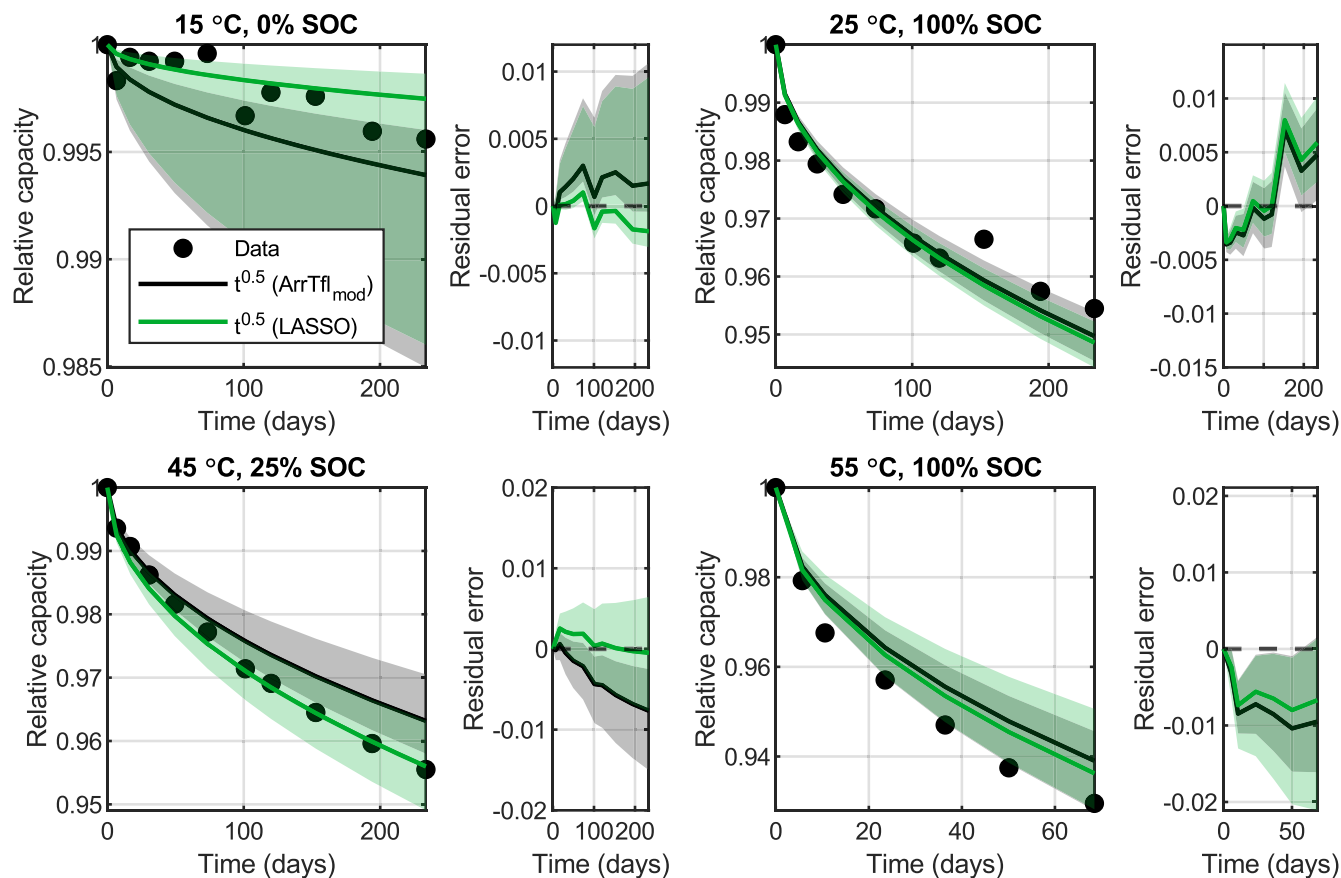 15 °C, 0% SOC
1
0.995
0.99
0.985
Relative capacity
0 100 200
Time (days)
Data
t^0.5 (ArrTfl_mod)
t^0.5 (LASSO)
0.01
0.005
0
-0.005
-0.01
Residual error
0 100 200
Time (days)
25 °C, 100% SOC
1
0.99
0.98
0.97
0.96
0.95
Relative capacity
0 100 200
Time (days)
0.01
0.005
0
-0.005
-0.01
-0.015
Residual error
0 100 200
Time (days)
45 °C, 25% SOC
1
0.99
0.98
0.97
0.96
0.95
Relative capacity
0 100 200
Time (days)
0.02
0.01
0
-0.01
-0.02
Residual error
0 100 200
Time (days)
55 °C, 100% SOC
1
0.98
0.96
0.94
Relative capacity
0 20 40 60
Time (days)
0.02
0.01
0
-0.01
-0.02
Residual error
0 50
Time (days)